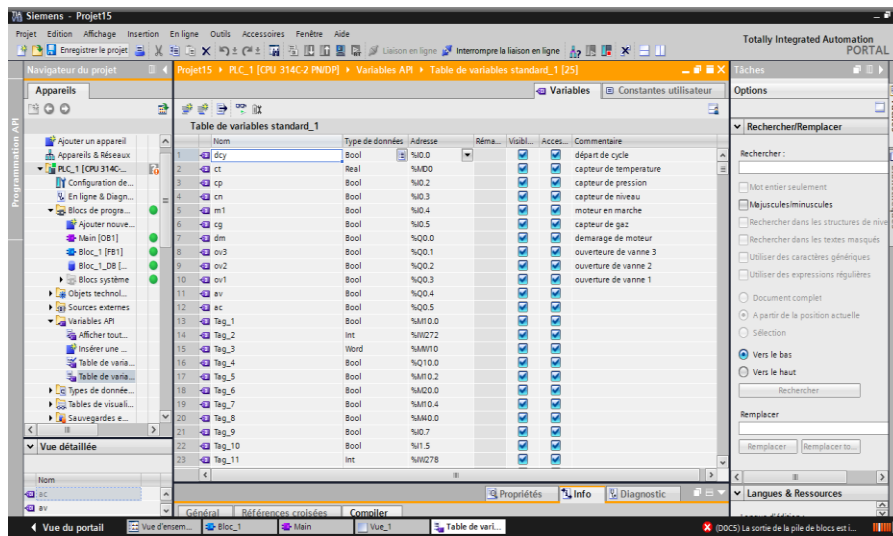 Siemens - Projet15
Projet Edition Affichage Insertion En ligne Outils Accessoires Fenêtre Aide
Totally Integrated Automation
PORTAL
Enregistrer le projet Liaison en ligne Interrompre la liaison en ligne
Navigateur du projet
Projet15 PLC_1 [CPU 314C-2 PN/DP] Variables API Table de variables standard_1 [25]
Tâches
Appareils
Variables Constantes utilisateur
Options
Programmation API
Table de variables standard_1
Rechercher/Remplacer
Nom Type de données Adresse Réma... Visibl... Acces... Commentaire
1 dcy Bool %I0.0 départ de cycle
2 ct Real %MD0 capteur de temperature
3 cp Bool %I0.2 capteur de pression
4 cn Bool %I0.3 capteur de niveau
5 m1 Bool %I0.4 moteur en marche
6 cg Bool %I0.5 capteur de gaz
7 dm Bool %Q0.0 demarage de moteur
8 ov3 Bool %Q0.1 ouverteure de vanne 3
9 ov2 Bool %Q0.2 ouverture de vanne 2
10 ov1 Bool %Q0.3 ouverture de vanne 1
11 av Bool %Q0.4
12 ac Bool %Q0.5
13 Tag_1 Bool %M10.0
14 Tag_2 Int %IW272
15 Tag_3 Word %MW10
16 Tag_4 Bool %Q10.0
17 Tag_5 Bool %M10.2
18 Tag_6 Bool %M20.0
19 Tag_7 Bool %M10.4
20 Tag_8 Bool %M40.0
21 Tag_9 Bool %I0.7
22 Tag_10 Bool %I1.5
23 Tag_11 Int %IW278
Ajouter un appareil
Appareils & Réseaux
PLC_1 [CPU 314C-...
Configuration de...
En ligne & Diagn...
Blocs de progra...
Ajouter nouve...
Main [OB1]
Bloc_1 [FB1]
Bloc_1_DB [...
Blocs système
Objets technol...
Sources externes
Variables API
Afficher tout...
Insérer une ...
Table de varia...
Table de varia...
Types de donnée...
Tables de visuali...
Sauvegardes e...
Vue détaillée
Nom
ac
av
Rechercher :
Mot entier seulement
Majuscules/minuscules
Rechercher dans les structures de nive
Rechercher dans les textes masqués
Utiliser des caractères génériques
Utiliser des expressions régulières
Document complet
A partir de la position actuelle
Sélection
Vers le bas
Vers le haut
Rechercher
Remplacer
Remplacer Remplacer to...
Langues & Ressources
Propriétés Info Diagnostic
Général Références croisées Compiler
Vue du portail Vue d'ensem... Bloc_1 Main Vue_1 Table de vari... (D0C5) La sortie de la pile de blocs est i...